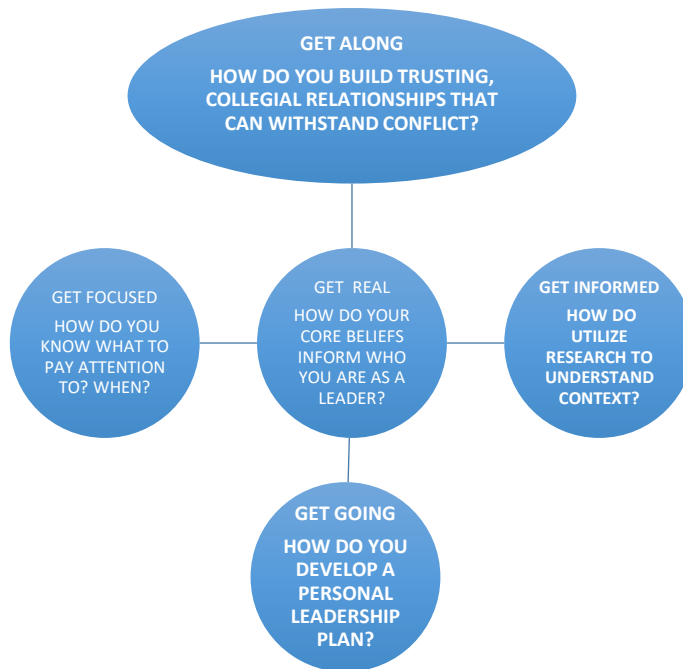 GET ALONG
HOW DO YOU BUILD TRUSTING,
COLLEGIAL RELATIONSHIPS THAT
CAN WITHSTAND CONFLICT?
GET FOCUSED
HOW DO YOU
KNOW WHAT TO
PAY ATTENTION
TO? WHEN?
GET REAL
HOW DO YOUR
CORE BELIEFS
INFORM WHO
YOU ARE AS A
LEADER?
GET INFORMED
HOW DO
UTILIZE
RESEARCH TO
UNDERSTAND
CONTEXT?
GET GOING
HOW DO YOU
DEVELOP A
PERSONAL
LEADERSHIP
PLAN?